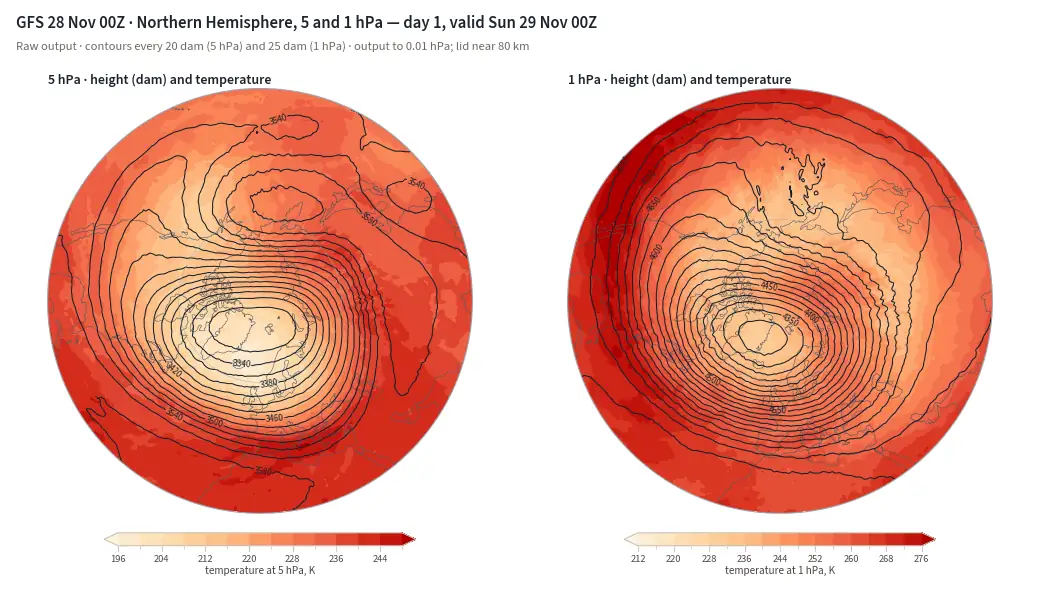 GFS 28 Nov 00Z · Northern Hemisphere, 5 and 1 hPa — day 1, valid Sun 29 Nov 00Z
Raw output · contours every 20 dam (5 hPa) and 25 dam (1 hPa) · output to 0.01 hPa; lid near 80 km
5 hPa · height (dam) and temperature
1 hPa · height (dam) and temperature
3540
3540
3580
3340
3420
3380
3540
3500
3460
3580
4650
4600
4450
4350
4400
4500
4550
196 204 212 220 228 236 244
temperature at 5 hPa, K
212 220 228 236 244 252 260 268 276
temperature at 1 hPa, K